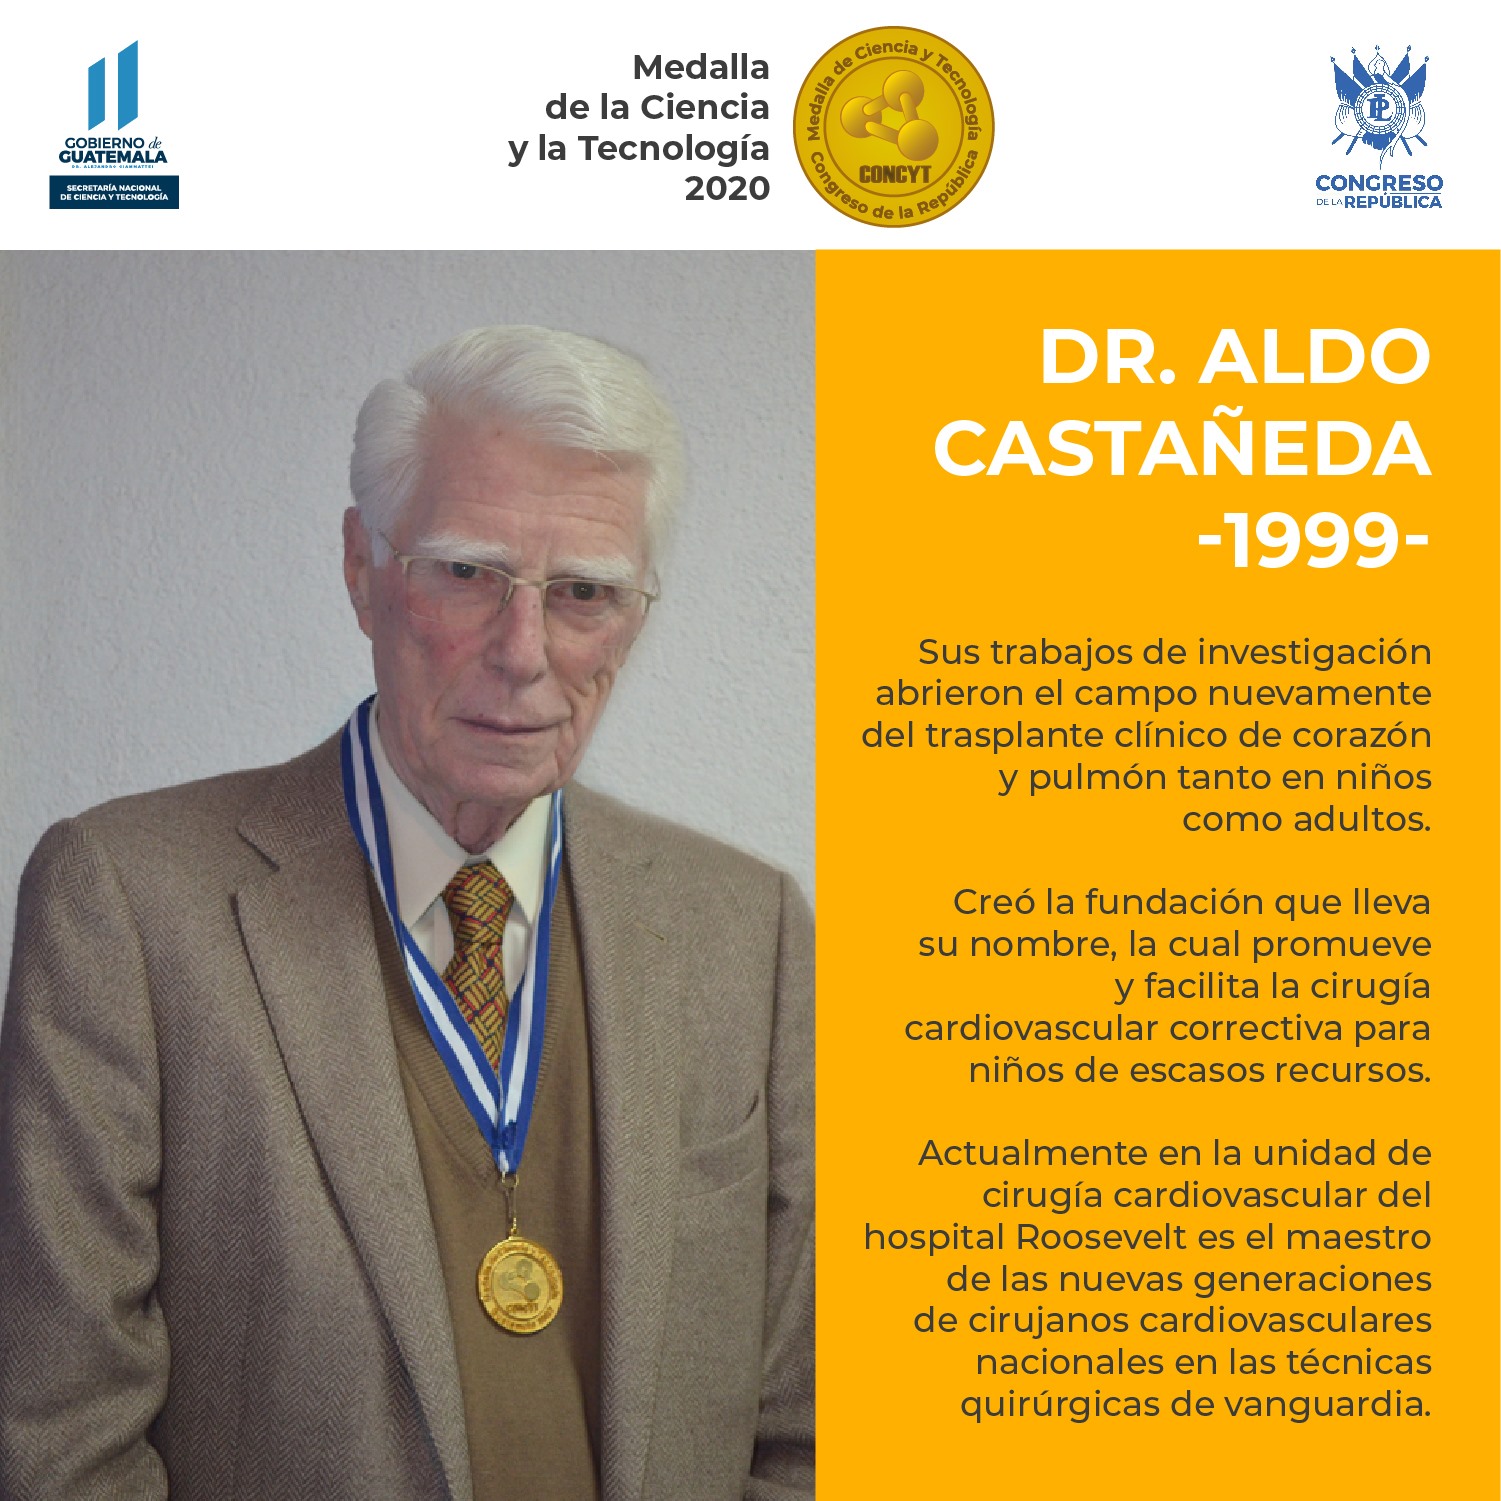 GOBIERNO de
GUATEMALA
DR. ALEJANDRO GIAMMATTEI
SECRETARÍA NACIONAL
DE CIENCIA Y TECNOLOGÍA
Medalla
de la Ciencia
y la Tecnología
2020
Medalla de Ciencia y Tecnología
CONCYT
Congreso de la República
CONGRESO
DE LA REPÚBLICA
DR. ALDO
CASTAÑEDA
-1999-
Sus trabajos de investigación
abrieron el campo nuevamente
del trasplante clínico de corazón
y pulmón tanto en niños
como adultos.
Creó la fundación que lleva
su nombre, la cual promueve
y facilita la cirugía
cardiovascular correctiva para
niños de escasos recursos.
Actualmente en la unidad de
cirugía cardiovascular del
hospital Roosevelt es el maestro
de las nuevas generaciones
de cirujanos cardiovasculares
nacionales en las técnicas
quirúrgicas de vanguardia.
CONCYT